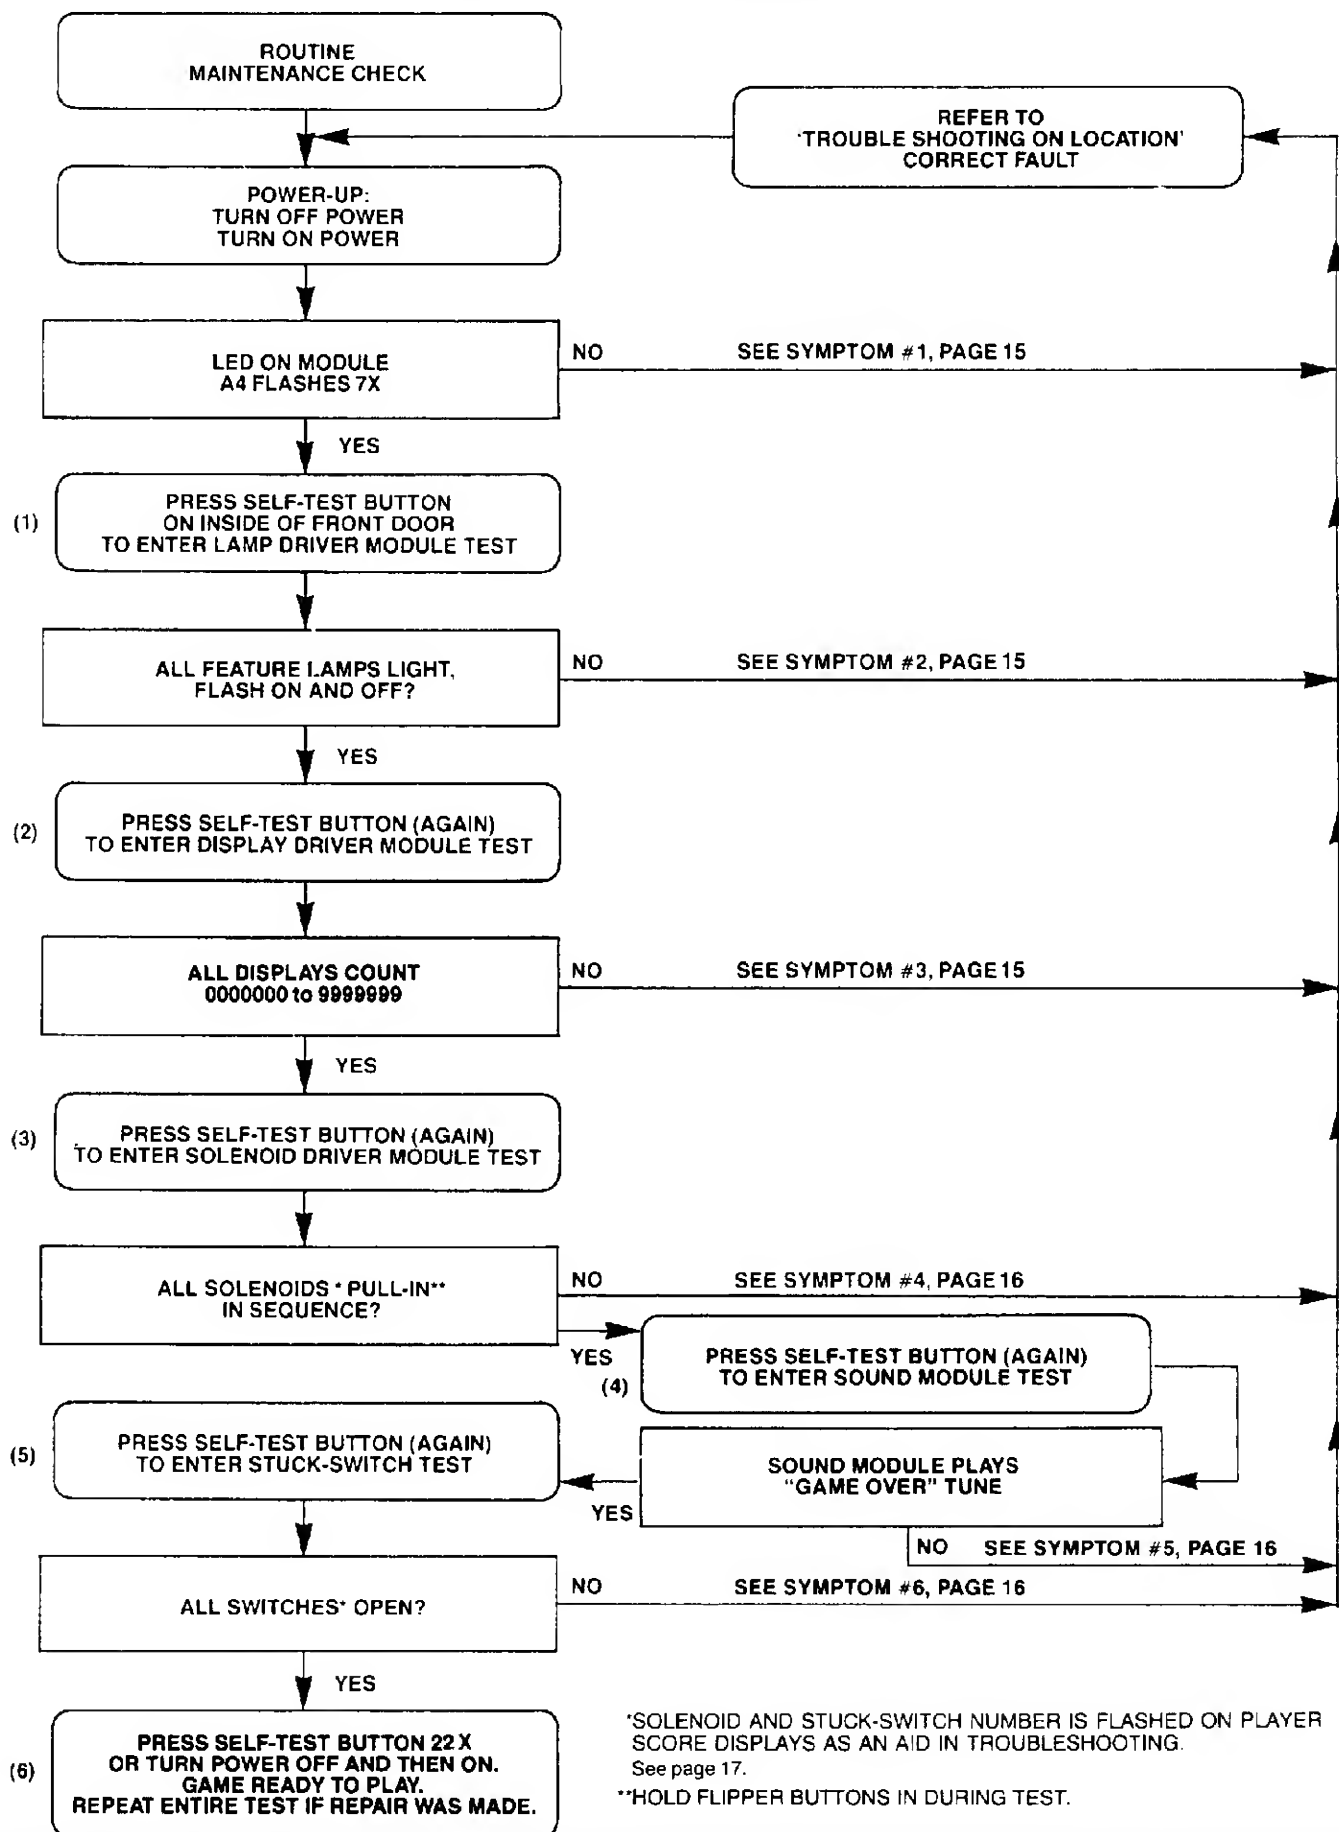 ROUTINE
MAINTENANCE CHECK
REFER TO
'TROUBLE SHOOTING ON LOCATION'
CORRECT FAULT
POWER-UP:
TURN OFF POWER
TURN ON POWER
LED ON MODULE
A4 FLASHES 7X
NO
SEE SYMPTOM #1, PAGE 15
YES
(1)
PRESS SELF-TEST BUTTON
ON INSIDE OF FRONT DOOR
TO ENTER LAMP DRIVER MODULE TEST
ALL FEATURE LAMPS LIGHT,
FLASH ON AND OFF?
NO
SEE SYMPTOM #2, PAGE 15
YES
(2)
PRESS SELF-TEST BUTTON (AGAIN)
TO ENTER DISPLAY DRIVER MODULE TEST
ALL DISPLAYS COUNT
0000000 to 9999999
NO
SEE SYMPTOM #3, PAGE 15
YES
(3)
PRESS SELF-TEST BUTTON (AGAIN)
TO ENTER SOLENOID DRIVER MODULE TEST
ALL SOLENOIDS * PULL-IN**
IN SEQUENCE?
NO
SEE SYMPTOM #4, PAGE 16
YES
(4)
PRESS SELF-TEST BUTTON (AGAIN)
TO ENTER SOUND MODULE TEST
SOUND MODULE PLAYS
"GAME OVER" TUNE
YES
NO
SEE SYMPTOM #5, PAGE 16
(5)
PRESS SELF-TEST BUTTON (AGAIN)
TO ENTER STUCK-SWITCH TEST
ALL SWITCHES* OPEN?
NO
SEE SYMPTOM #6, PAGE 16
YES
(6)
PRESS SELF-TEST BUTTON 22 X
OR TURN POWER OFF AND THEN ON.
GAME READY TO PLAY.
REPEAT ENTIRE TEST IF REPAIR WAS MADE.
*SOLENOID AND STUCK-SWITCH NUMBER IS FLASHED ON PLAYER
SCORE DISPLAYS AS AN AID IN TROUBLESHOOTING.
See page 17.
**HOLD FLIPPER BUTTONS IN DURING TEST.